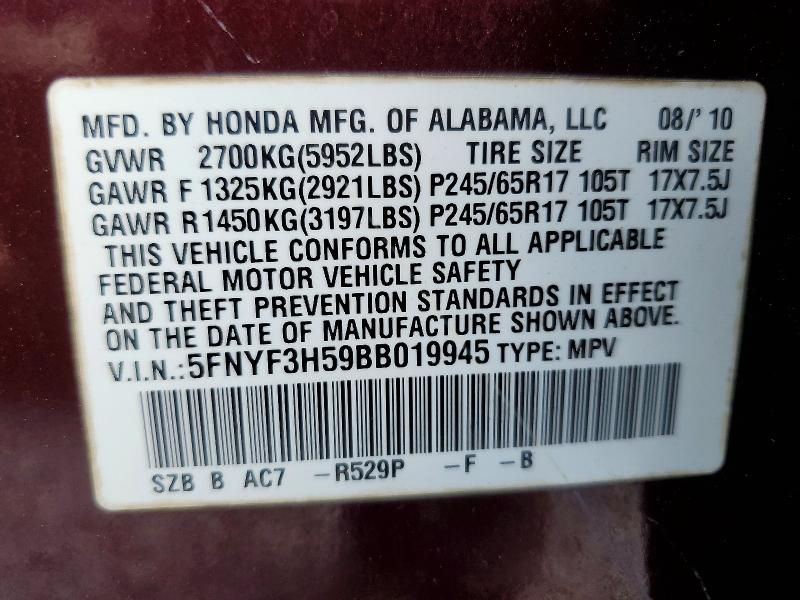 MFD. BY HONDA MFG. OF ALABAMA, LLC 08/'10
GVWR 2700KG(5952LBS) TIRE SIZE RIM SIZE
GAWR F 1325KG(2921LBS) P245/65R17 105T 17X7.5J
GAWR R1450KG(3197LBS) P245/65R17 105T 17X7.5J
THIS VEHICLE CONFORMS TO ALL APPLICABLE
FEDERAL MOTOR VEHICLE SAFETY
AND THEFT PREVENTION STANDARDS IN EFFECT
ON THE DATE OF MANUFACTURE SHOWN ABOVE.
V.I.N.:5FNYF3H59BB019945 TYPE: MPV
SZB B AC7 -R529P -F -B